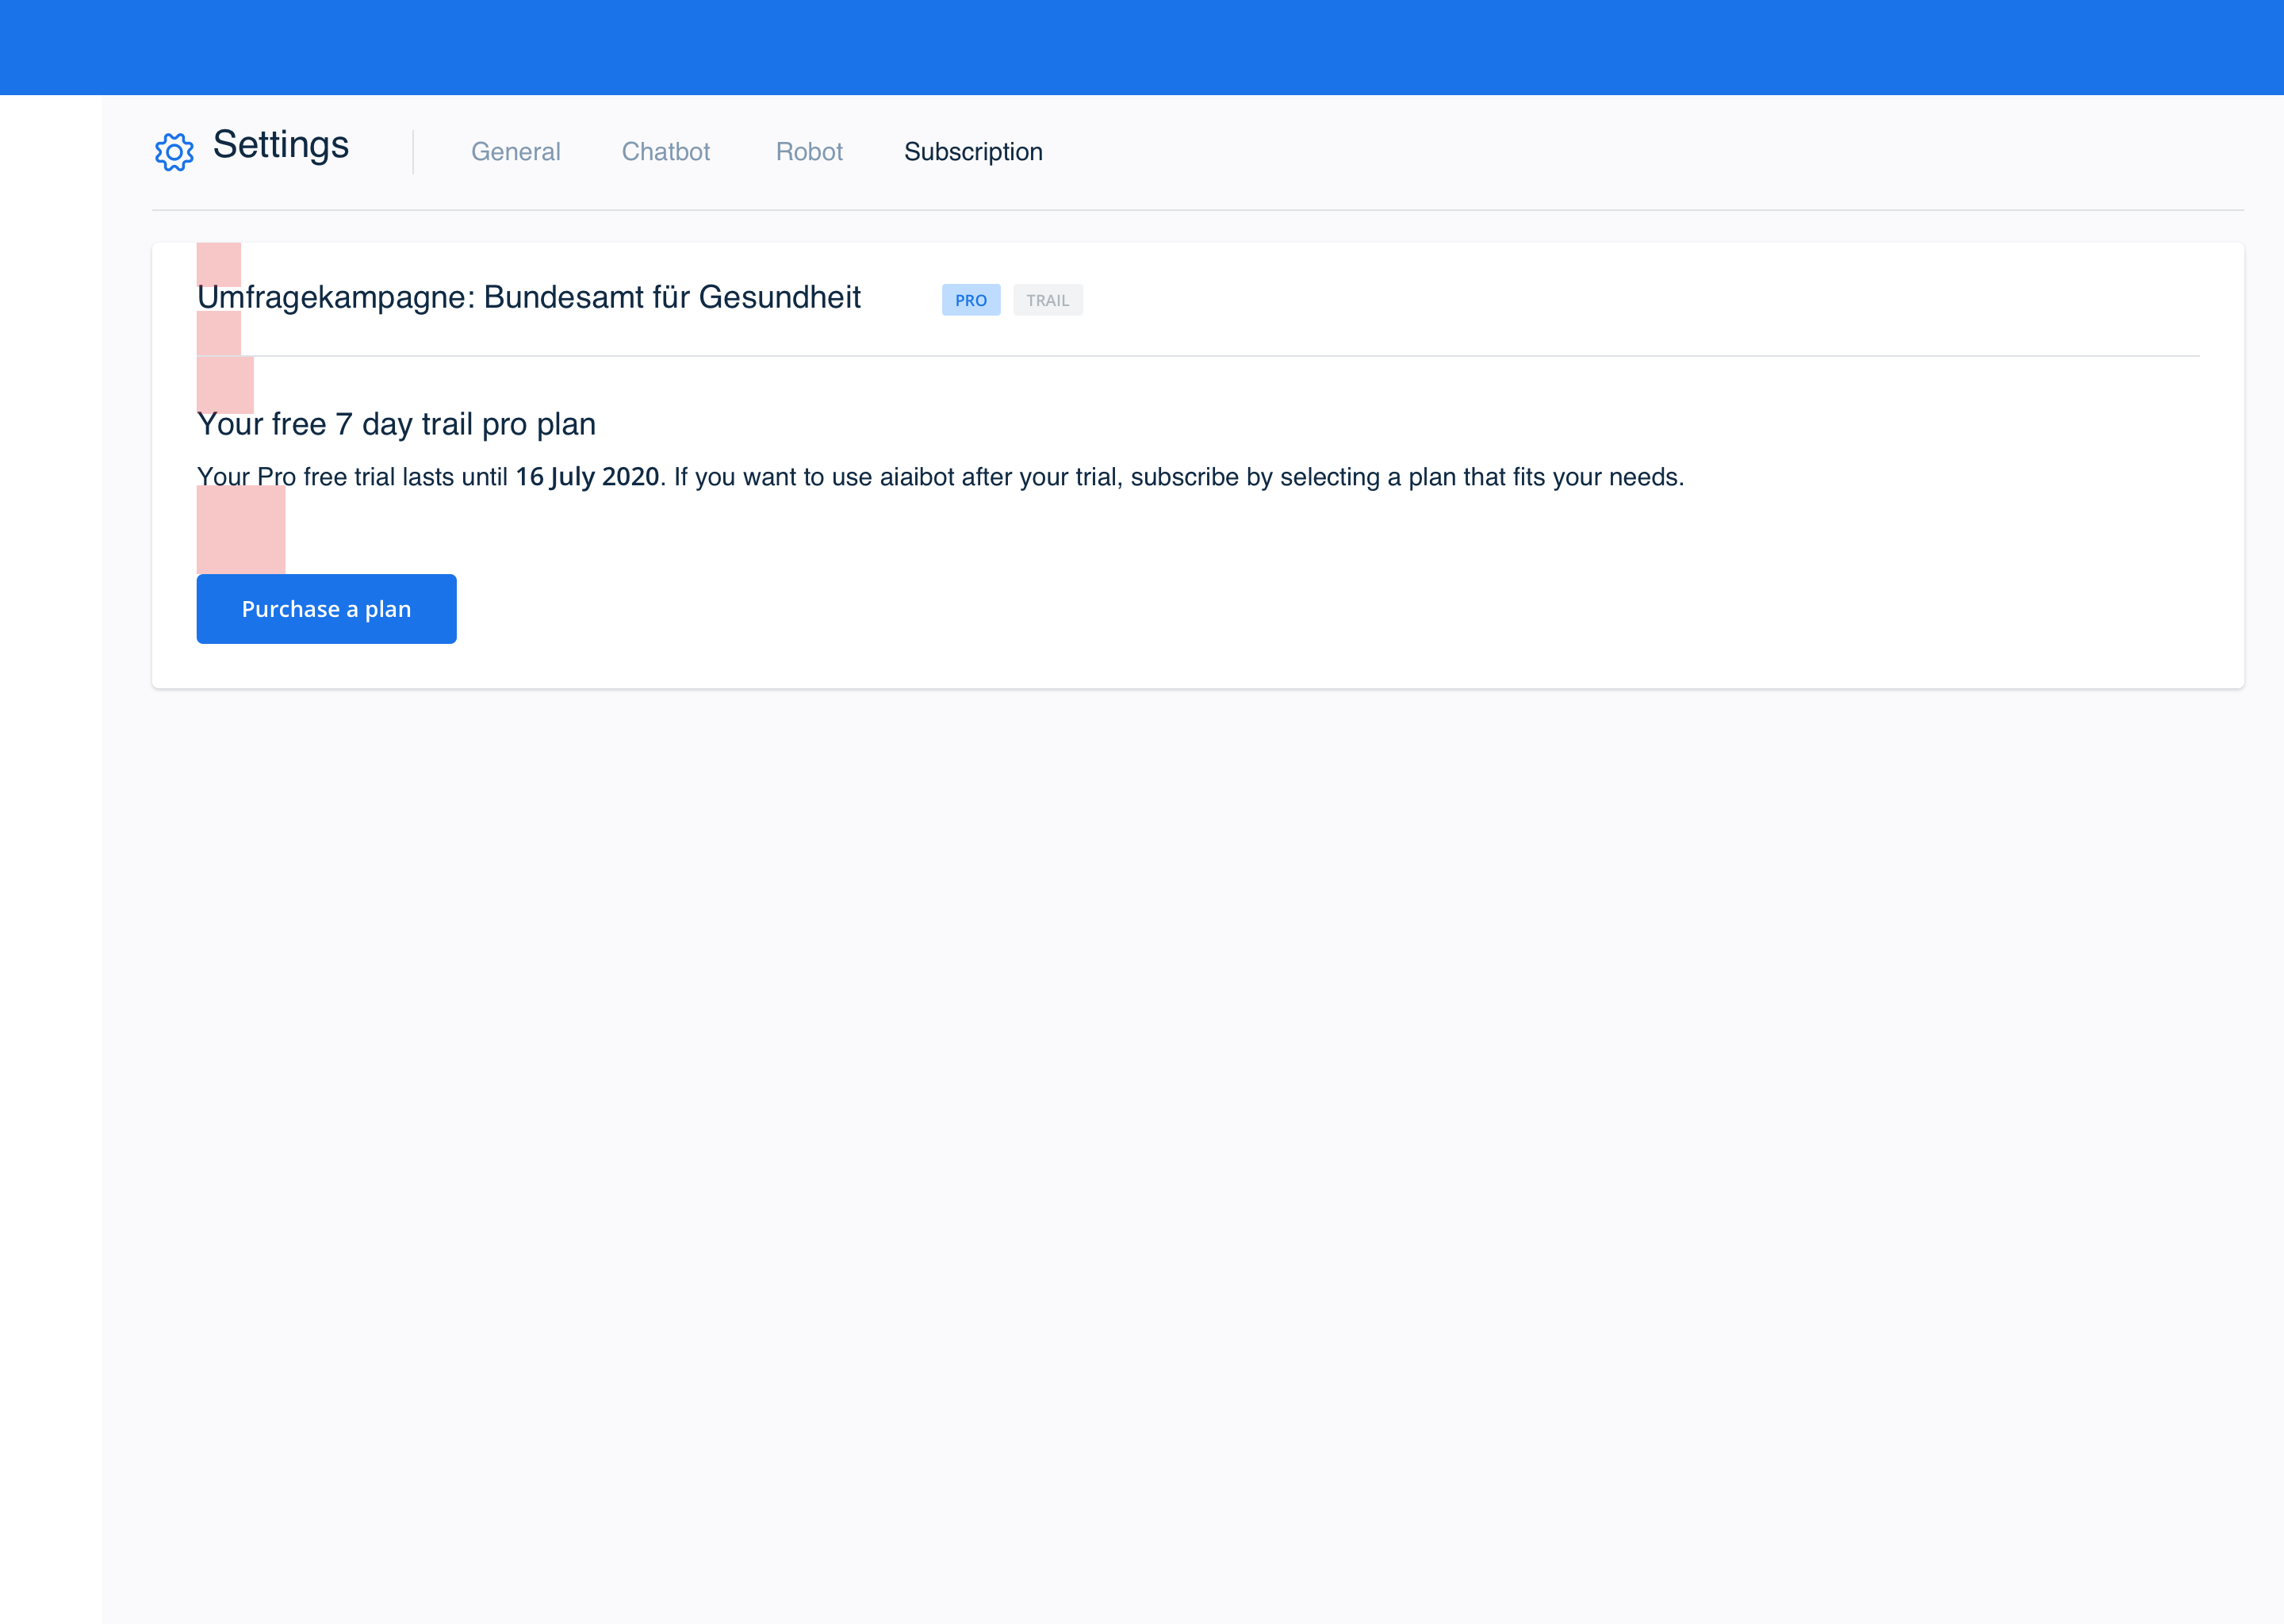 Settings
General Chatbot Robot Subscription
Umfragekampagne: Bundesamt für Gesundheit PRO TRAIL
Your free 7 day trail pro plan
Your Pro free trial lasts until 16 July 2020. If you want to use aiaibot after your trial, subscribe by selecting a plan that fits your needs.
Purchase a plan